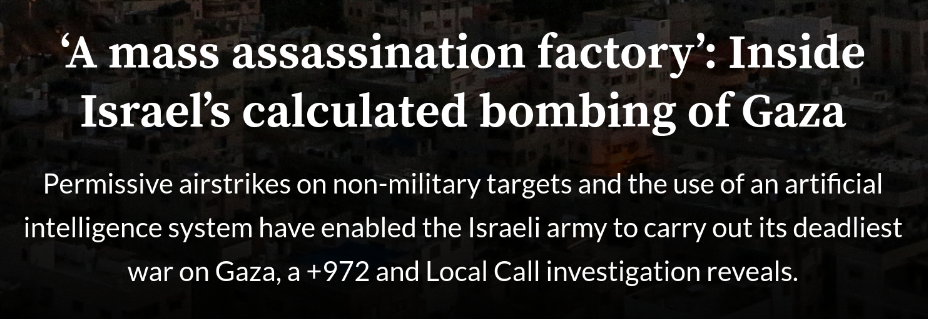 ‘A mass assassination factory’: Inside
Israel’s calculated bombing of Gaza
Permissive airstrikes on non-military targets and the use of an artificial
intelligence system have enabled the Israeli army to carry out its deadliest
war on Gaza, a +972 and Local Call investigation reveals.